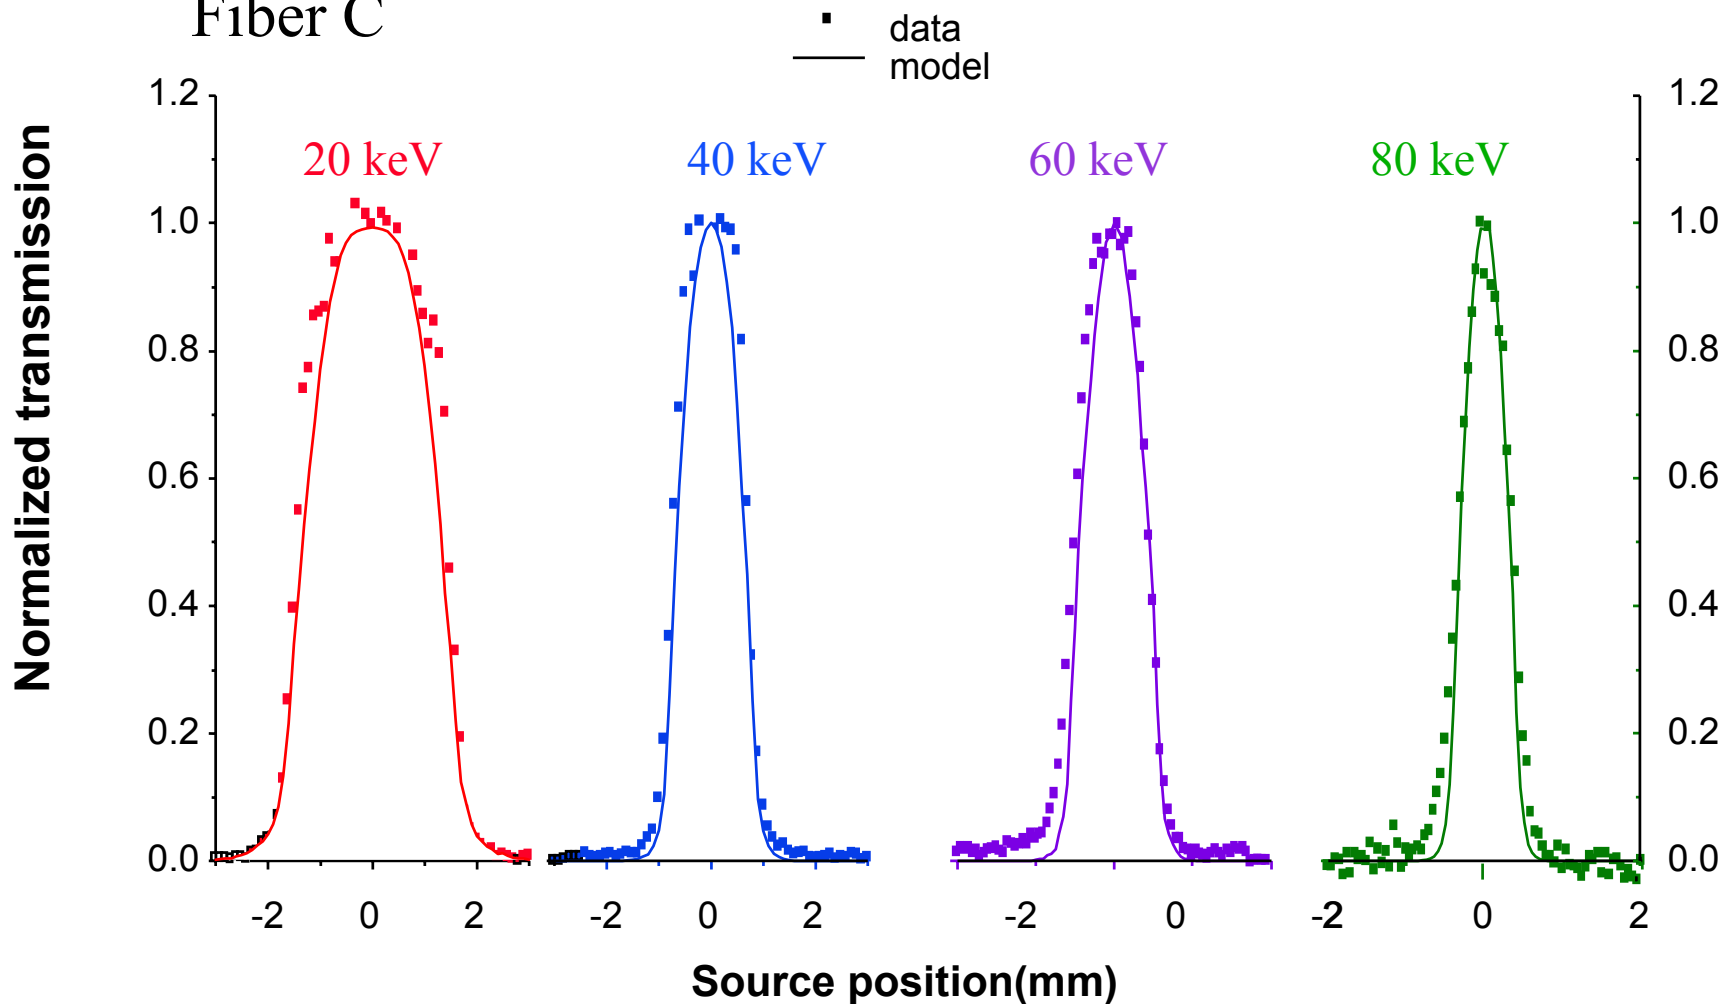 Fiber C
data
model
Normalized transmission
1.2
1.0
0.8
0.6
0.4
0.2
0.0
20 keV
40 keV
60 keV
80 keV
1.2
1.0
0.8
0.6
0.4
0.2
0.0
-2 0 2 -2 0 2 -2 0 -2 0 2
Source position(mm)